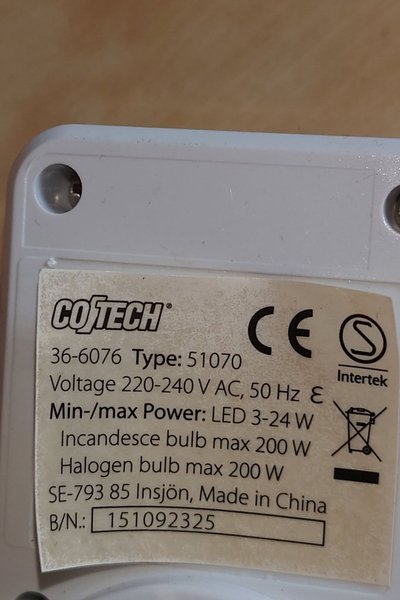 COTECH®
CE
S
36-6076 Type: 51070
Intertek
Voltage 220-240 V AC, 50 Hz ε
Min-/max Power: LED 3-24 W
Incandesce bulb max 200 W
Halogen bulb max 200 W
SE-793 85 Insjön, Made in China
B/N.: 151092325